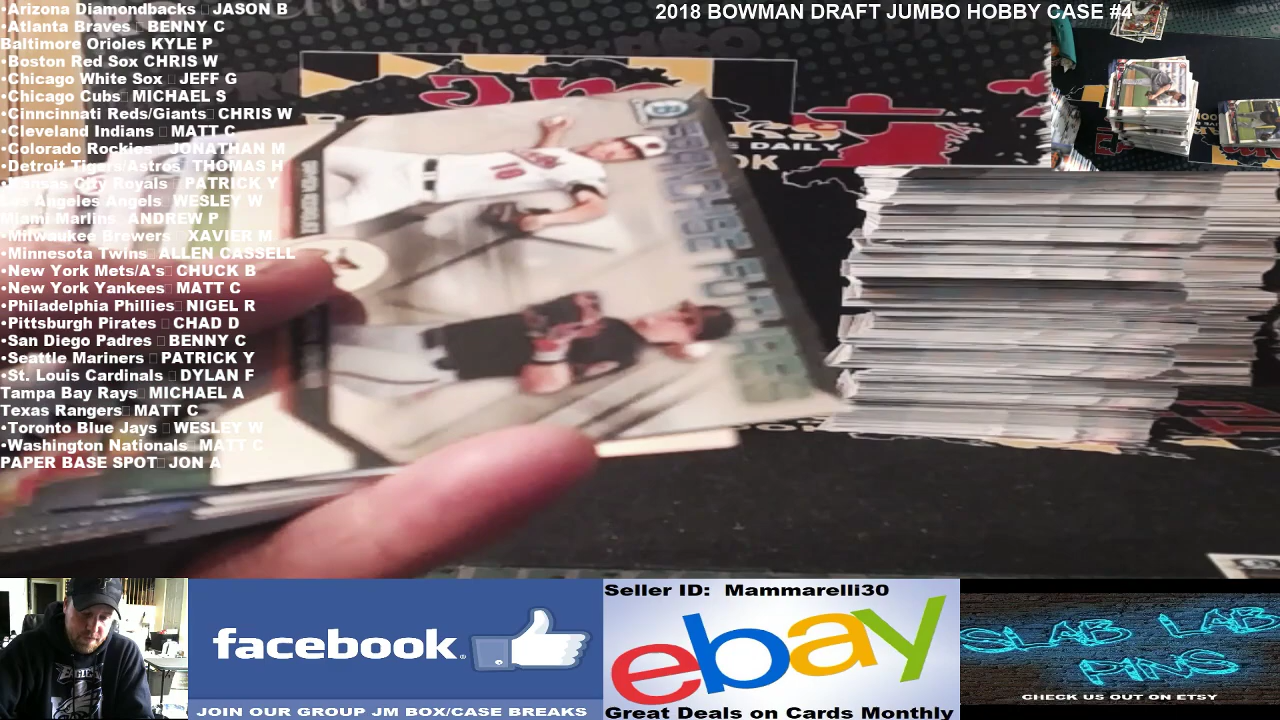 •Arizona Diamondbacks JASON B
•Atlanta Braves BENNY C
Baltimore Orioles KYLE P
•Boston Red Sox CHRIS W
•Chicago White Sox JEFF G
•Chicago Cubs MICHAEL S
•Cinncinnati Reds/Giants CHRIS W
•Cleveland Indians MATT C
•Colorado Rockies JONATHAN M
•Detroit Tigers/Astros THOMAS H
•Kansas City Royals PATRICK Y
Los Angeles Angels WESLEY W
Miami Marlins ANDREW P
•Milwaukee Brewers XAVIER M
•Minnesota Twins ALLEN CASSELL
•New York Mets/A's CHUCK B
•New York Yankees MATT C
•Philadelphia Phillies NIGEL R
•Pittsburgh Pirates CHAD D
•San Diego Padres BENNY C
•Seattle Mariners PATRICK Y
•St. Louis Cardinals DYLAN F
Tampa Bay Rays MICHAEL A
Texas Rangers MATT C
•Toronto Blue Jays WESLEY W
•Washington Nationals MATT C
PAPER BASE SPOT JON A
2018 BOWMAN DRAFT JUMBO HOBBY CASE #4
DAILY
OK
facebook
JOIN OUR GROUP JM BOX/CASE BREAKS
Seller ID: Mammarelli30
ebay
Great Deals on Cards Monthly
SLAB LAB
PINS
CHECK US OUT ON ETSY